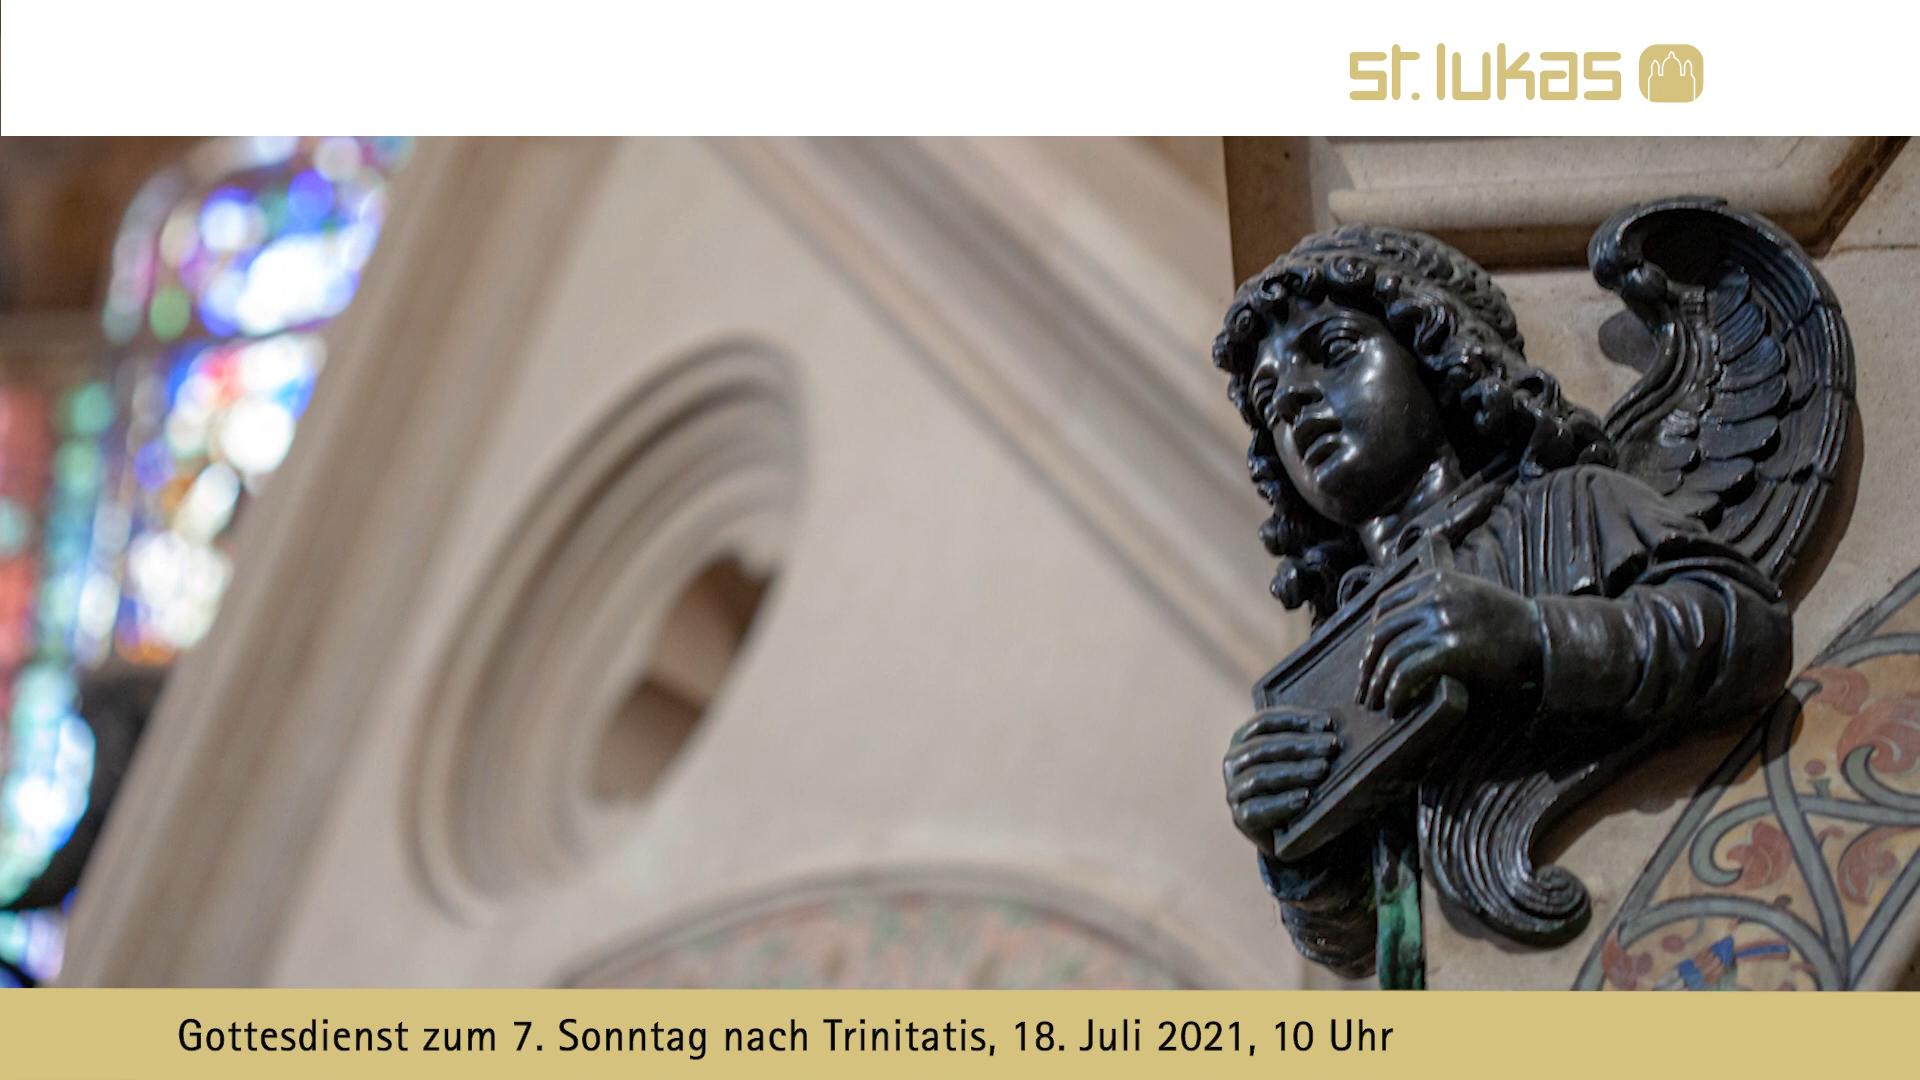 st. lukas
Gottesdienst zum 7. Sonntag nach Trinitatis, 18. Juli 2021, 10 Uhr